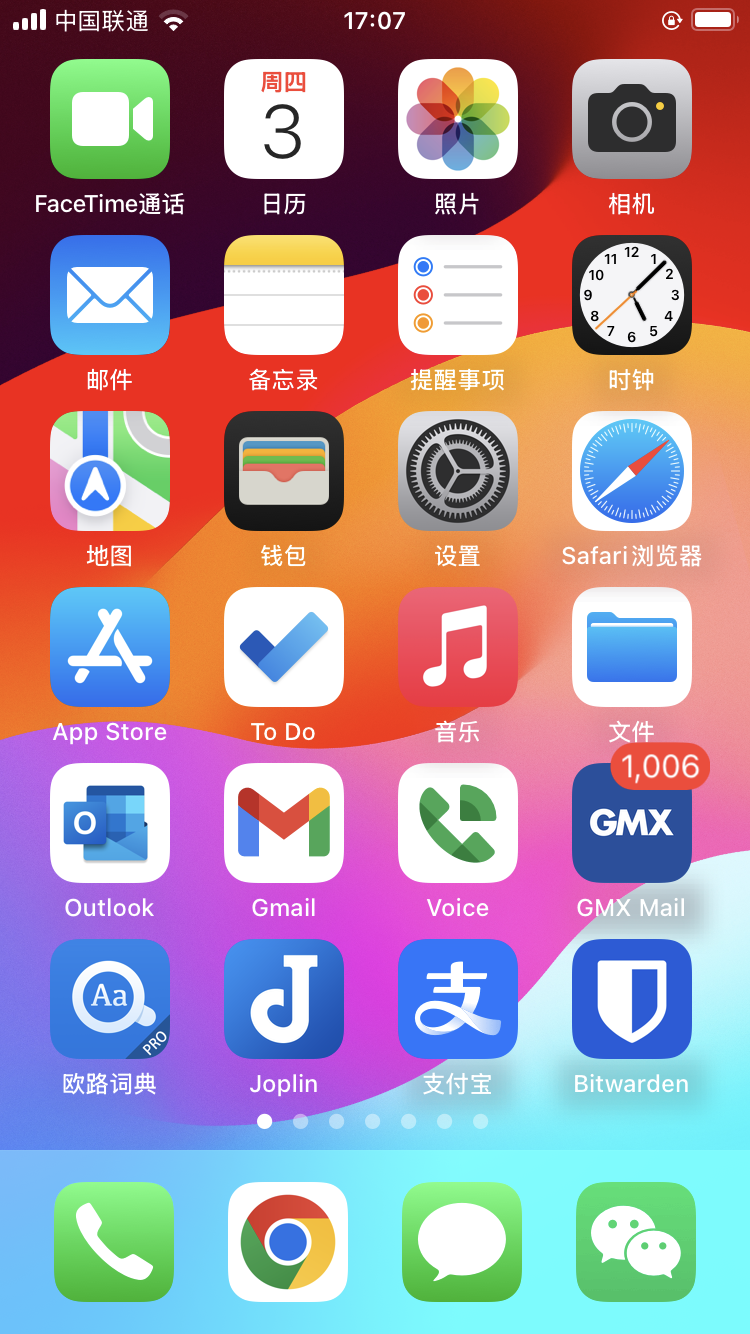 中国联通 17:07
周四
3
FaceTime通话 日历 照片 相机
12
11 1
10 2
9 3
8 4
7 5
6
邮件 备忘录 提醒事项 时钟
地图 钱包 设置 Safari浏览器
App Store To Do 音乐 文件
1,006
O GMX
Outlook Gmail Voice GMX Mail
Aa 支
PRO
欧路词典 Joplin 支付宝 Bitwarden